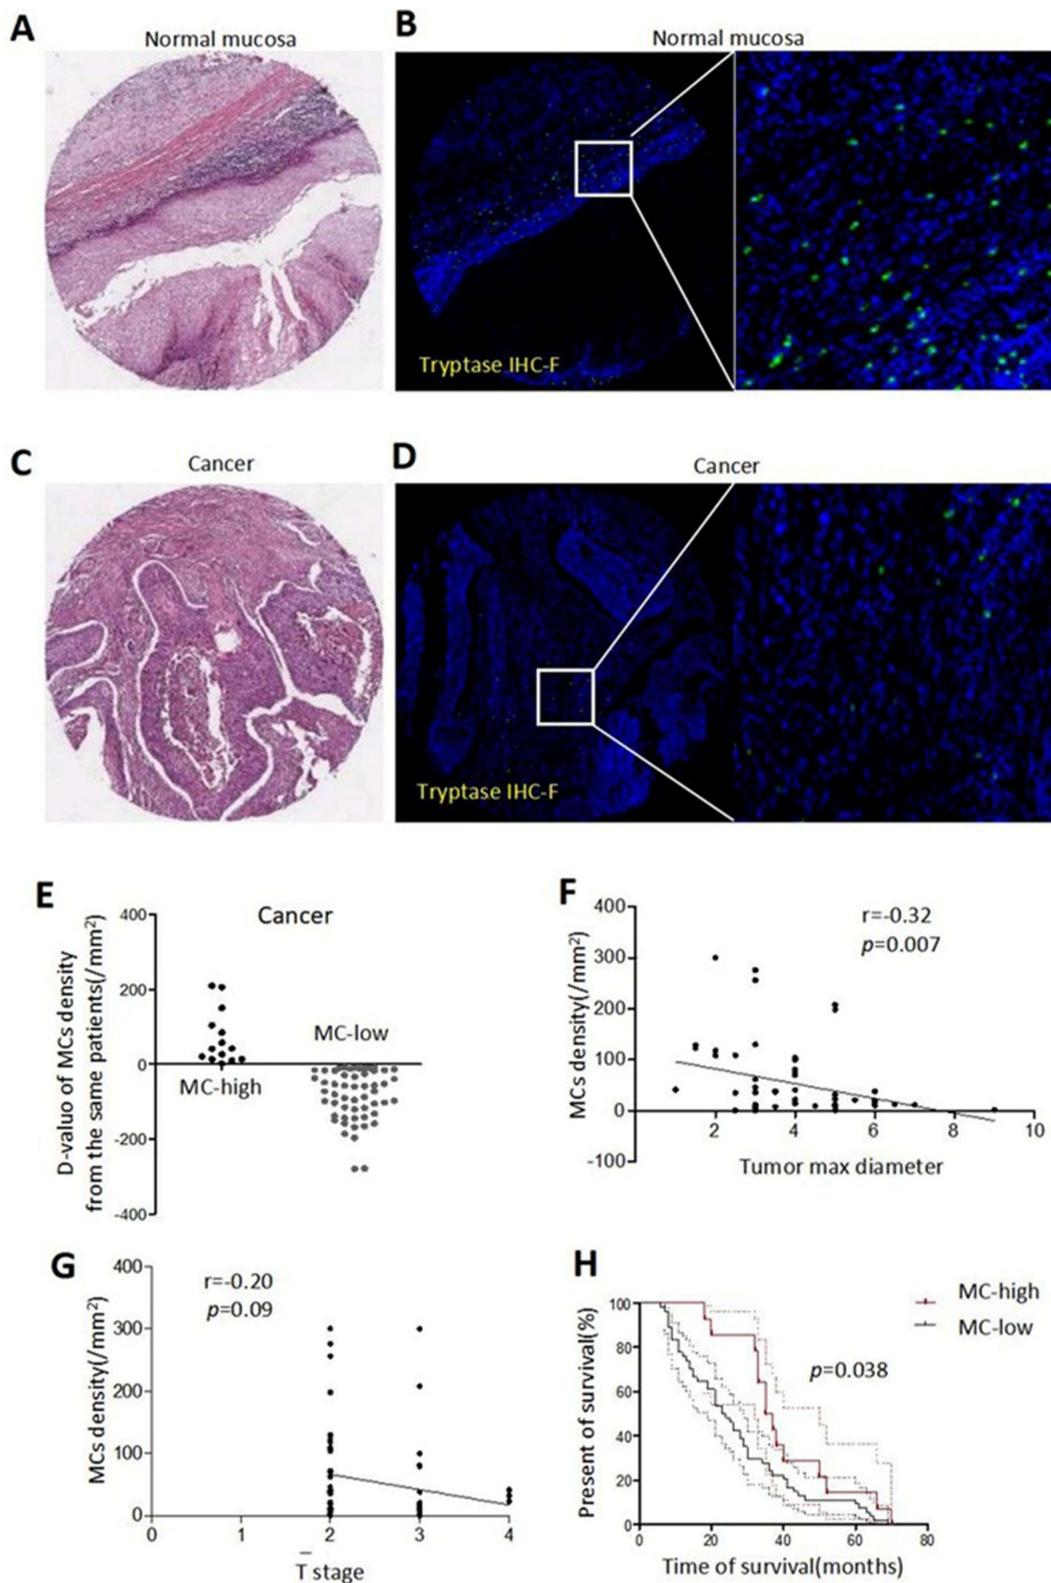 A
Normal mucosa
B
Normal mucosa
Tryptase IHC-F
C
Cancer
D
Cancer
Tryptase IHC-F
E
Cancer
D-valuo of MCs density
from the same patients(/mm²)
400
200
0
-200
-400
MC-high
MC-low
F
r=-0.32
p=0.007
MCs density(/mm²)
400
300
200
100
0
-100
2 4 6 8 10
Tumor max diameter
G
r=-0.20
p=0.09
MCs density(/mm²)
400
300
200
100
0
0 1 2 3 4
T stage
H
MC-high
MC-low
p=0.038
Present of survival(%)
100
80
60
40
20
0
0 20 40 60 80
Time of survival(months)